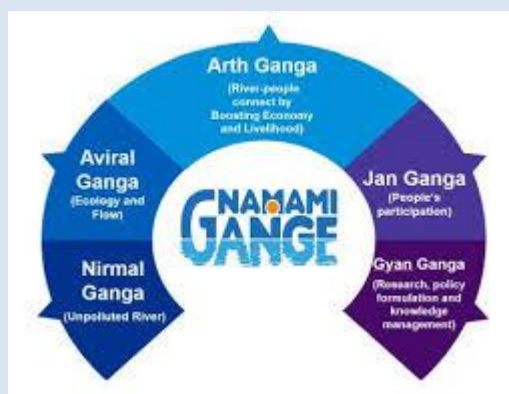 Arth Ganga
(River-people
connect by
Boosting Economy
and Livelihood)
Aviral
Ganga
(Ecology and
Flow)
Jan Ganga
(People's
participation)
NAMAMI
GANGE
Nirmal
Ganga
(Unpolluted River)
Gyan Ganga
(Research, policy
formulation and
knowledge
management)